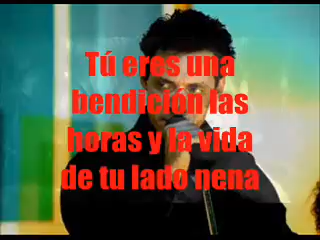 Tú eres una
bendición las
horas y la vida
de tu lado nena